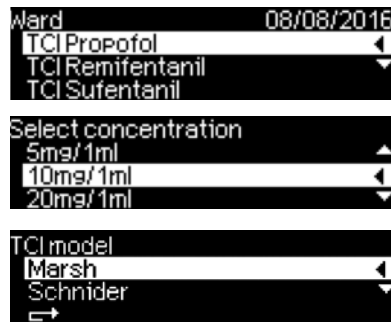 Ward 08/08/2016
TCI Propofol
TCI Remifentanil
TCI Sufentanil
Select concentration
5mg/1ml
10mg/1ml
20mg/1ml
TCI model
Marsh
Schnider